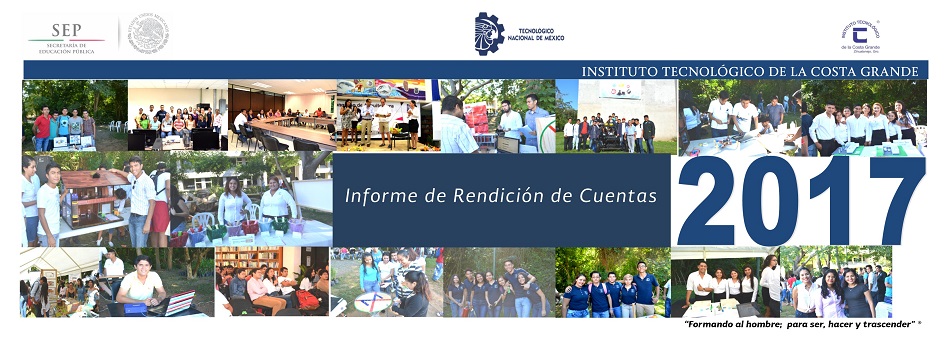 SEP
SECRETARÍA DE
EDUCACIÓN PÚBLICA
TECNOLÓGICO
NACIONAL DE MÉXICO
INSTITUTO TECNOLÓGICO
de la Costa Grande
INSTITUTO TECNOLÓGICO DE LA COSTA GRANDE
Informe de Rendición de Cuentas
2017
“Formando al hombre; para ser, hacer y trascender” ®